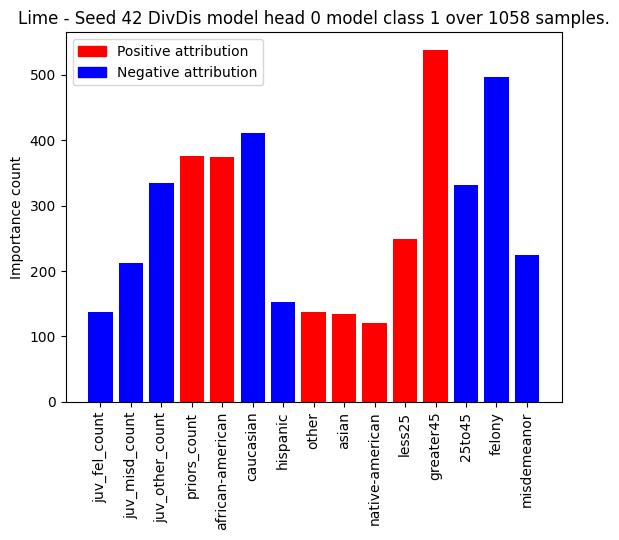 Lime - Seed 42 DivDis model head 0 model class 1 over 1058 samples.
Positive attribution
Negative attribution
Importance count
500
400
300
200
100
0
juv_fel_count
juv_misd_count
juv_other_count
priors_count
african-american
caucasian
hispanic
other
asian
native-american
less25
greater45
25to45
felony
misdemeanor